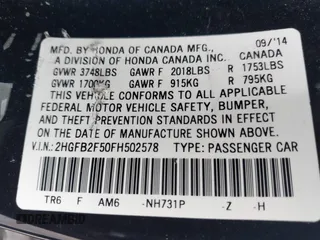 MFD. BY HONDA OF CANADA MFG., CANADA 09/'14
A DIVISION OF HONDA CANADA INC.
GVWR 3748LBS GAWR F 2018LBS R 1753LBS
GVWR 1700KG GAWR F 915KG R 795KG
THIS VEHICLE CONFORMS TO ALL APPLICABLE
FEDERAL MOTOR VEHICLE SAFETY, BUMPER,
AND THEFT PREVENTION STANDARDS IN EFFECT
ON THE DATE OF MANUFACTURE SHOWN ABOVE.
V.I.N.: 2HGFB2F50FH502578 TYPE: PASSENGER CAR
TR6 F AM6 -NH731P -Z -H
DREAMBID